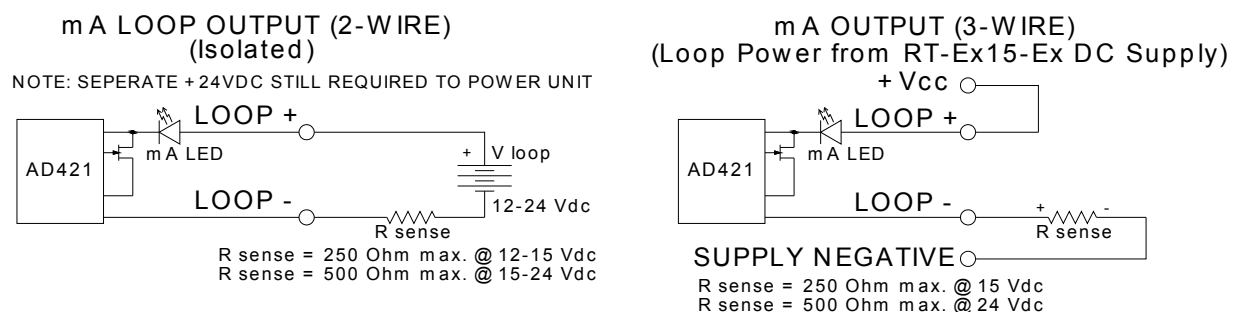 mA LOOP OUTPUT (2-WIRE)
(Isolated)
NOTE: SEPERATE +24VDC STILL REQUIRED TO POWER UNIT
LOOP +
mA LED
AD421
+ V loop
LOOP -
12-24 Vdc
R sense
R sense = 250 Ohm max. @ 12-15 Vdc
R sense = 500 Ohm max. @ 15-24 Vdc
mA OUTPUT (3-WIRE)
(Loop Power from RT-Ex15-Ex DC Supply)
+ Vcc
LOOP +
mA LED
AD421
LOOP -
+ -
R sense
SUPPLY NEGATIVE
R sense = 250 Ohm max. @ 15 Vdc
R sense = 500 Ohm max. @ 24 Vdc